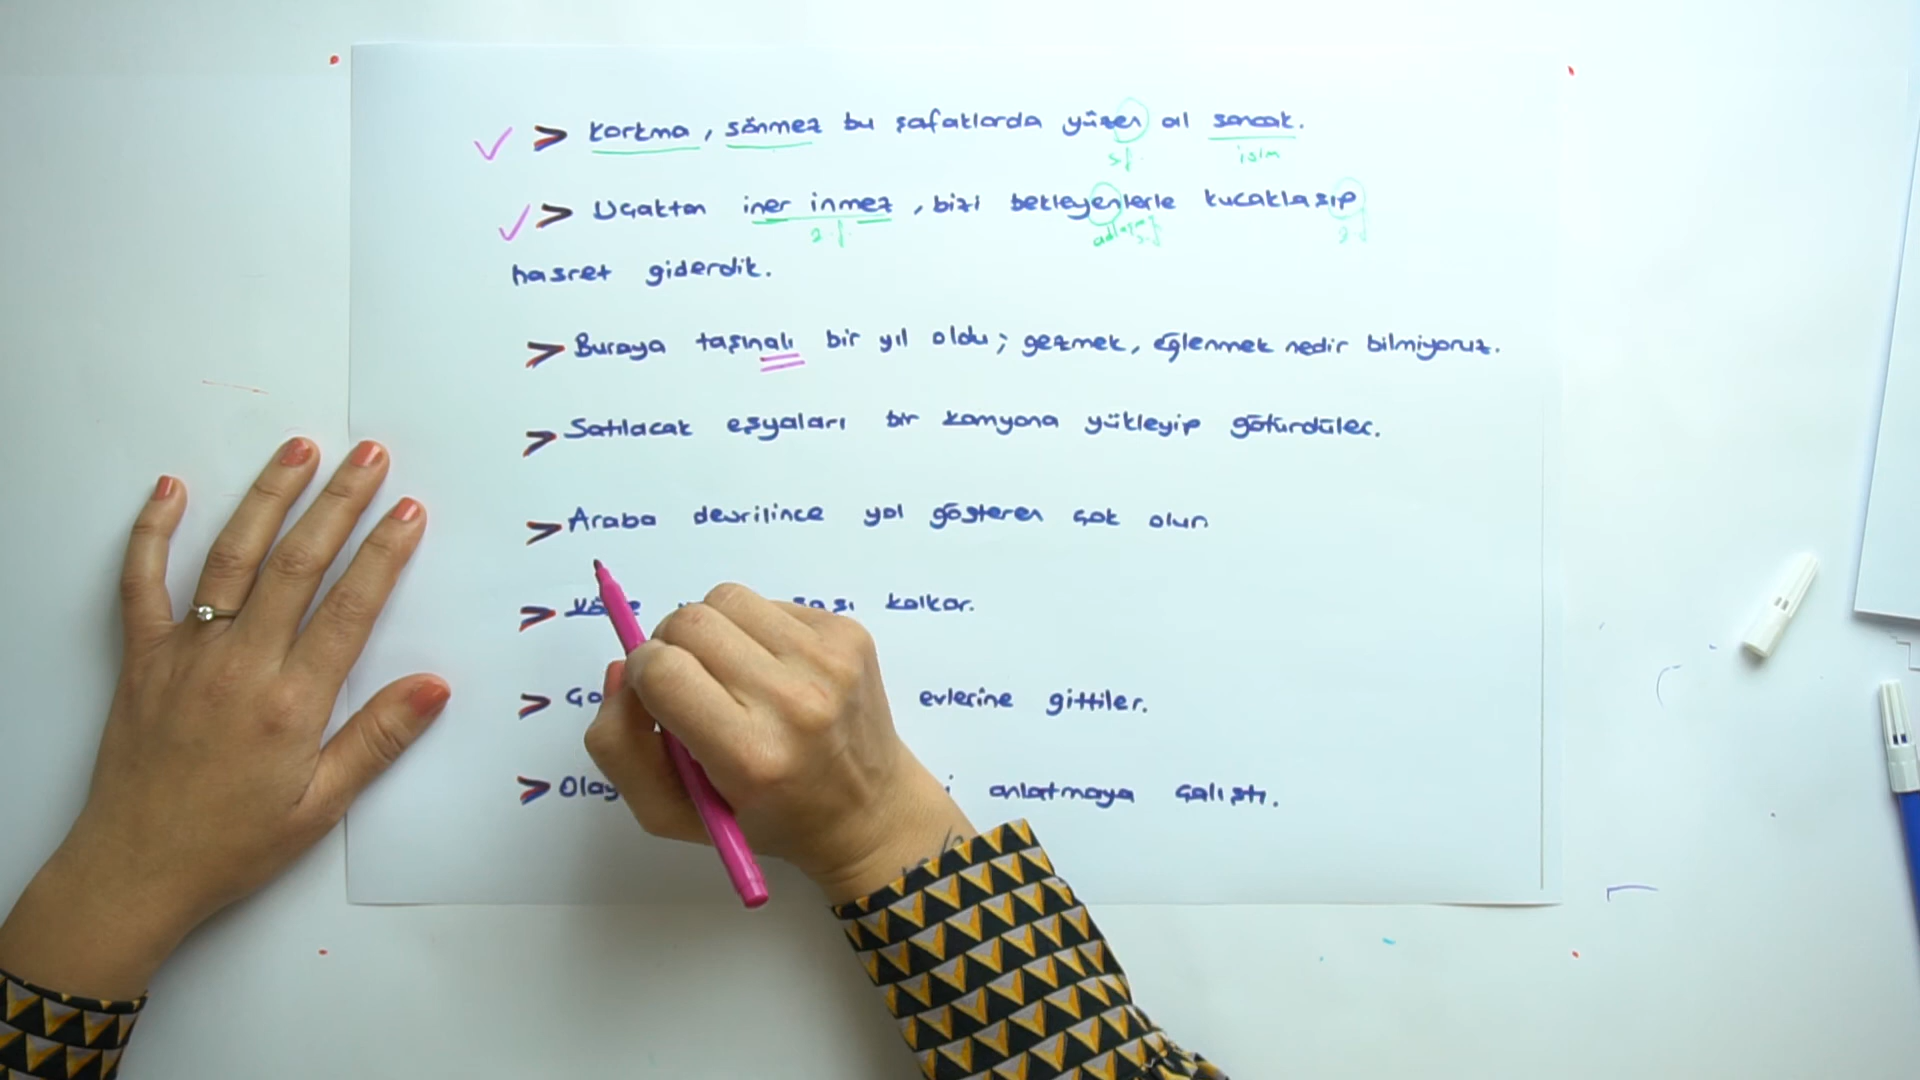 > Korkma, sönmez bu şafaklarda yüzen al sancak.
s.f. isim
> Uçaktan iner inmez, bizi bekleyenlerle kucaklaşıp
z.f. adlaşmış s.f. z.f.
hasret giderdik.
> Buraya taşınalı bir yıl oldu; gezmek, eğlenmek nedir bilmiyoruz.
> Satılacak eşyaları bir kamyona yükleyip götürdüler.
> Araba devrilince yol gösteren çok olur
> kalkar.
> evlerine gittiler.
> anlatmaya çalıştı.